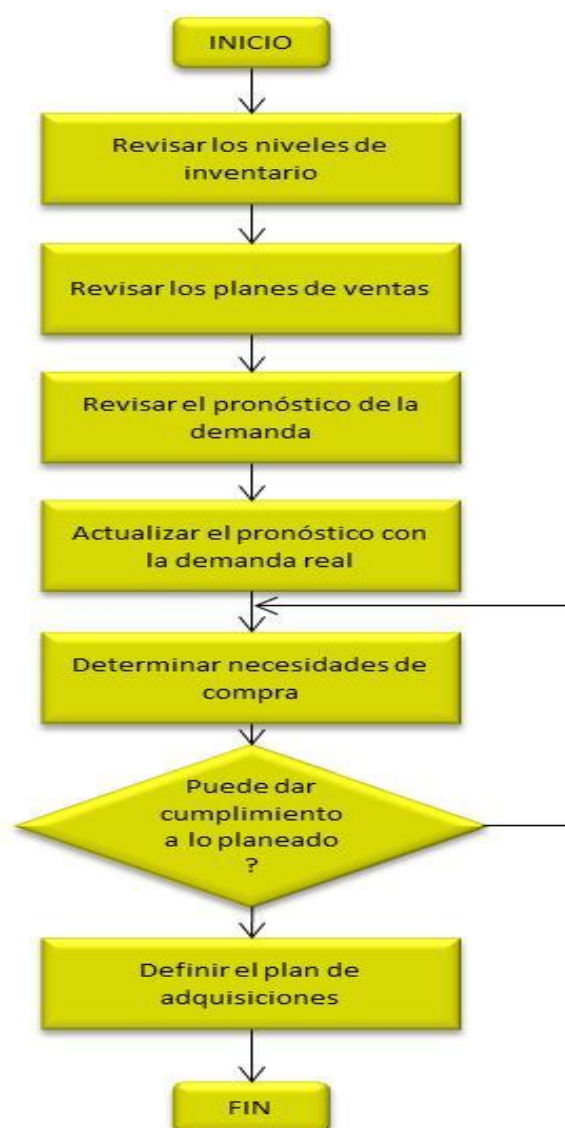 INICIO
Revisar los niveles de
inventario
Revisar los planes de ventas
Revisar el pronóstico de la
demanda
Actualizar el pronóstico con
la demanda real
Determinar necesidades de
compra
Puede dar
cumplimiento
a lo planeado
?
Definir el plan de
adquisiciones
FIN